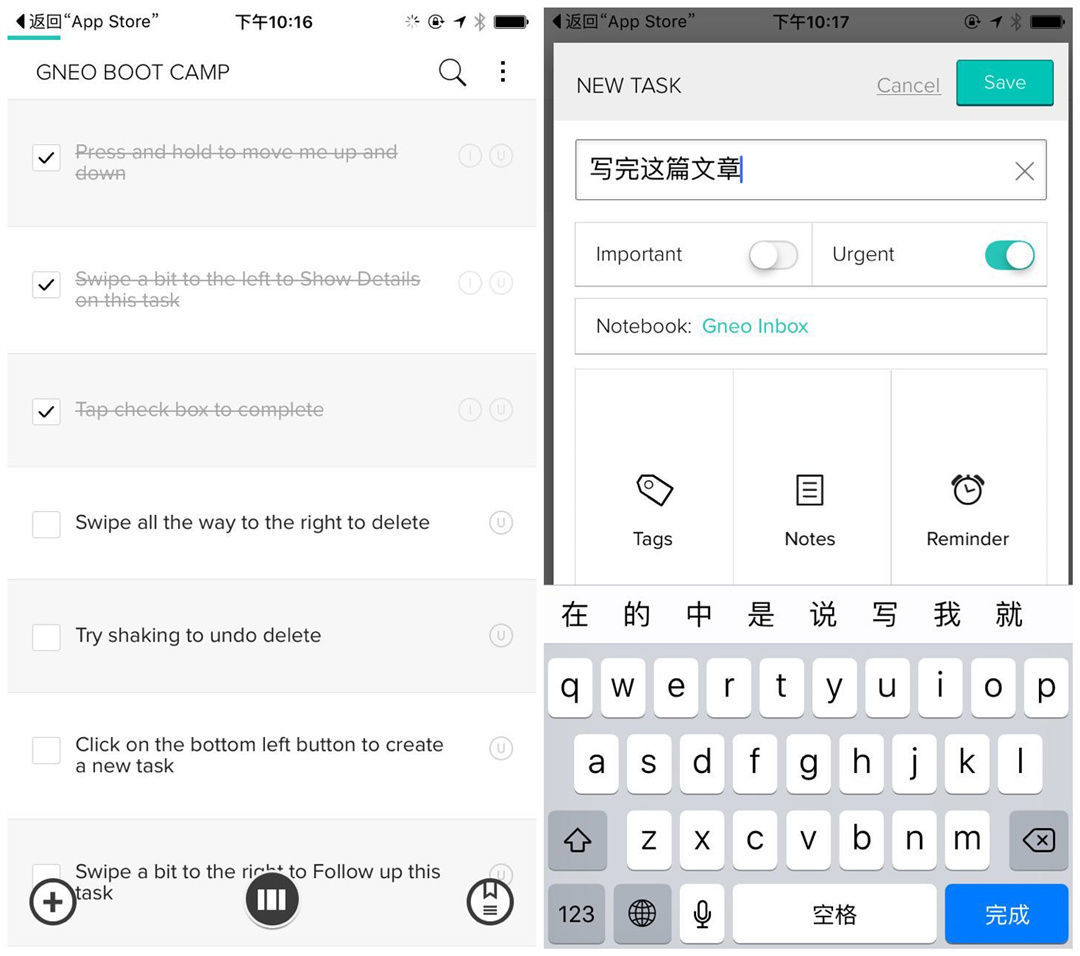 返回“App Store”
下午10:16
GNEO BOOT CAMP
Press and hold to move me up and
down
I U
Swipe a bit to the left to Show Details
on this task
I U
Tap check box to complete
I U
Swipe all the way to the right to delete
U
Try shaking to undo delete
U
Click on the bottom left button to create
a new task
U
Swipe a bit to the right to Follow up this
task
U
返回“App Store”
下午10:17
NEW TASK
Cancel
Save
写完这篇文章
Important
Urgent
Notebook: Gneo Inbox
Tags
Notes
Reminder
在 的 中 是 说 写 我 就
q w e r t y u i o p
a s d f g h j k l
z x c v b n m
123 空格 完成